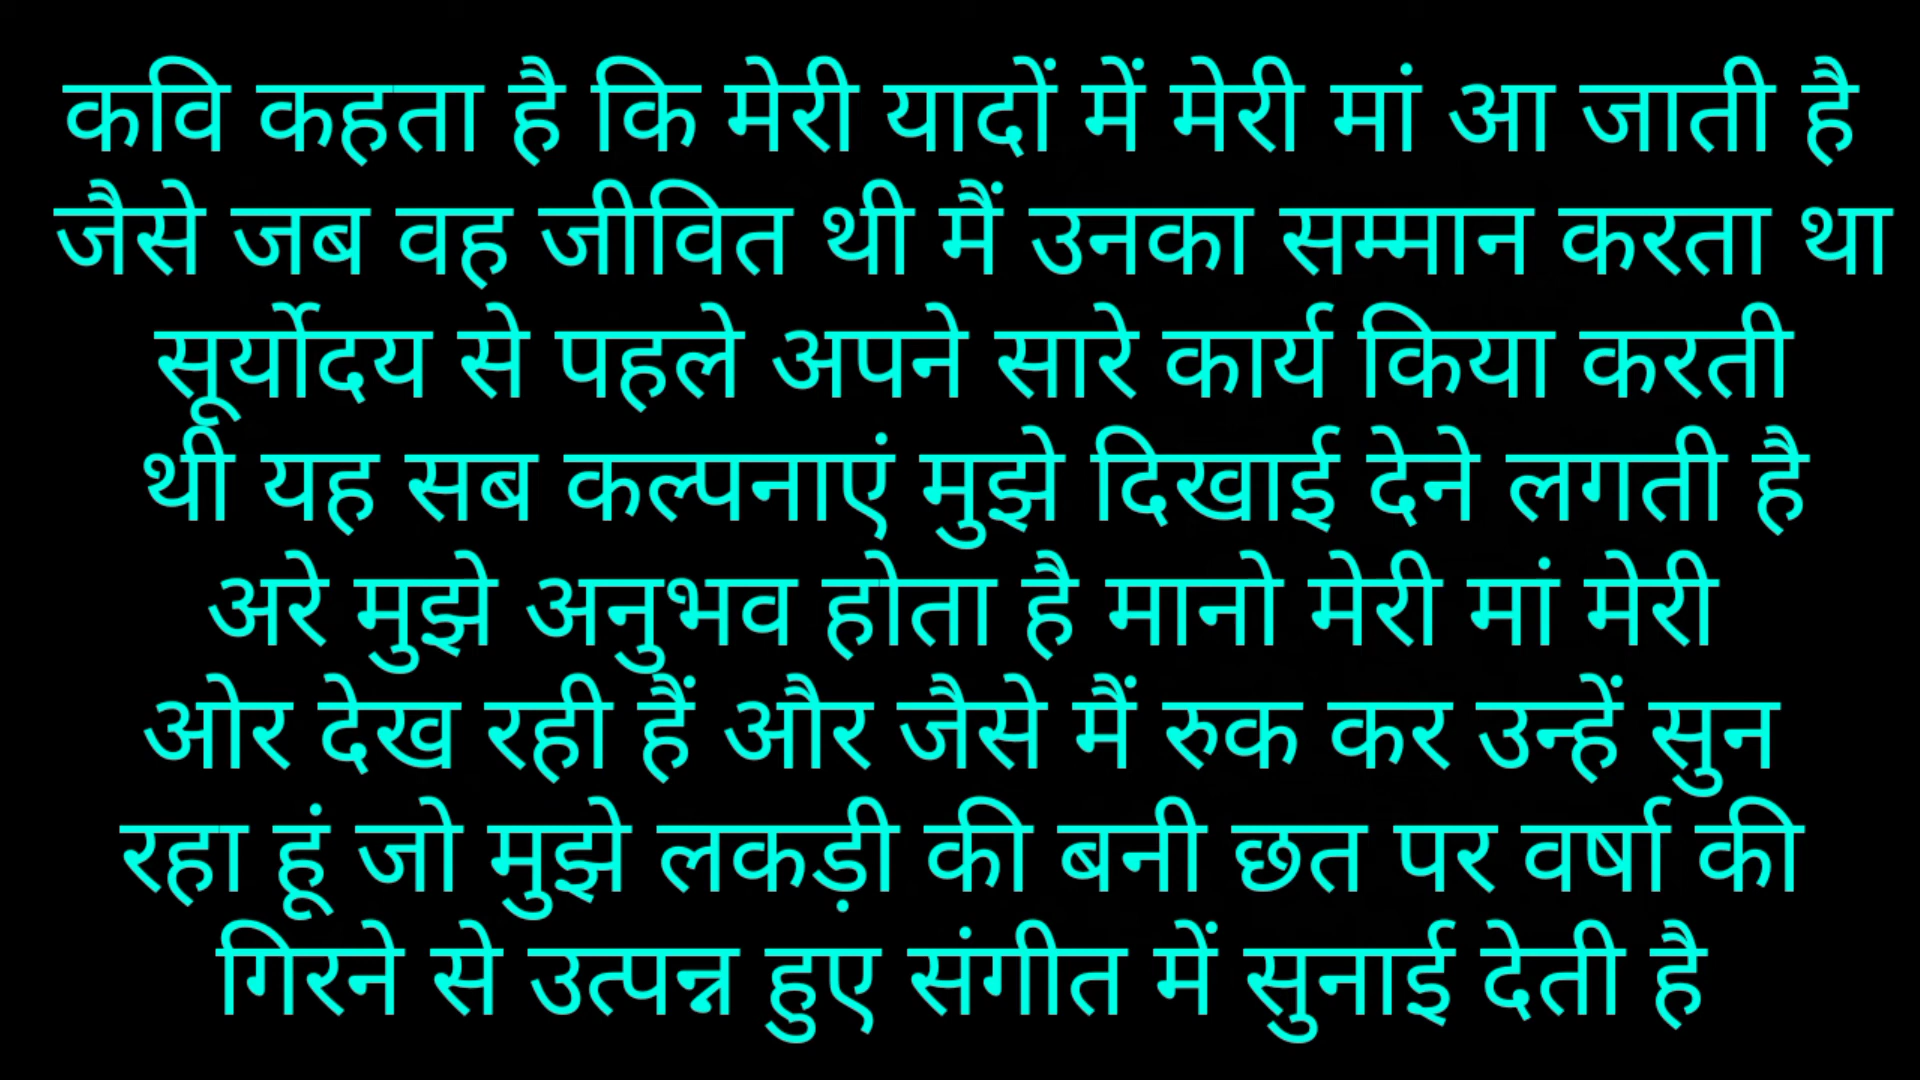 कवि कहता है कि मेरी यादों में मेरी मां आ जाती है
जैसे जब वह जीवित थी मैं उनका सम्मान करता था
सूर्योदय से पहले अपने सारे कार्य किया करती
थी यह सब कल्पनाएं मुझे दिखाई देने लगती है
अरे मुझे अनुभव होता है मानो मेरी मां मेरी
ओर देख रही हैं और जैसे मैं रुक कर उन्हें सुन
रहा हूं जो मुझे लकड़ी की बनी छत पर वर्षा की
गिरने से उत्पन्न हुए संगीत में सुनाई देती है